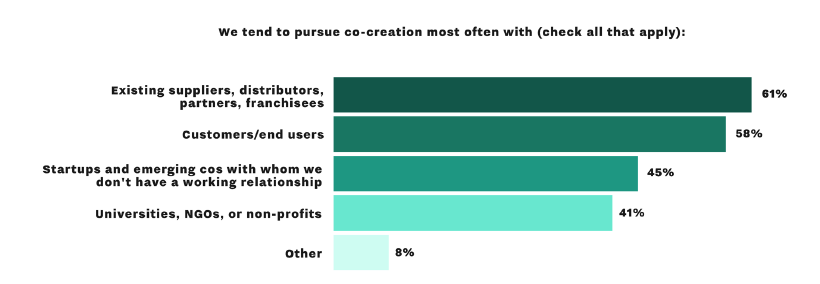 We tend to pursue co-creation most often with (check all that apply):
Existing suppliers, distributors,
partners, franchisees
61%
Customers/end users
58%
Startups and emerging cos with whom we
don't have a working relationship
45%
Universities, NGOs, or non-profits
41%
Other
8%